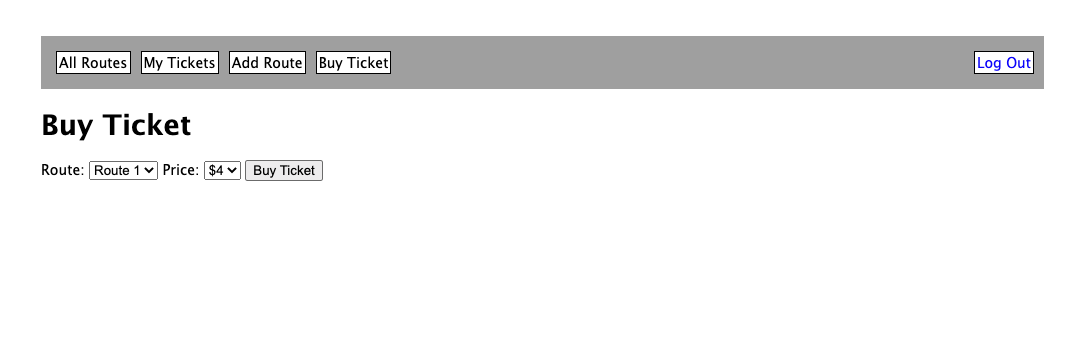 All Routes My Tickets Add Route Buy Ticket Log Out
Buy Ticket
Route: Route 1 Price: $4 Buy Ticket